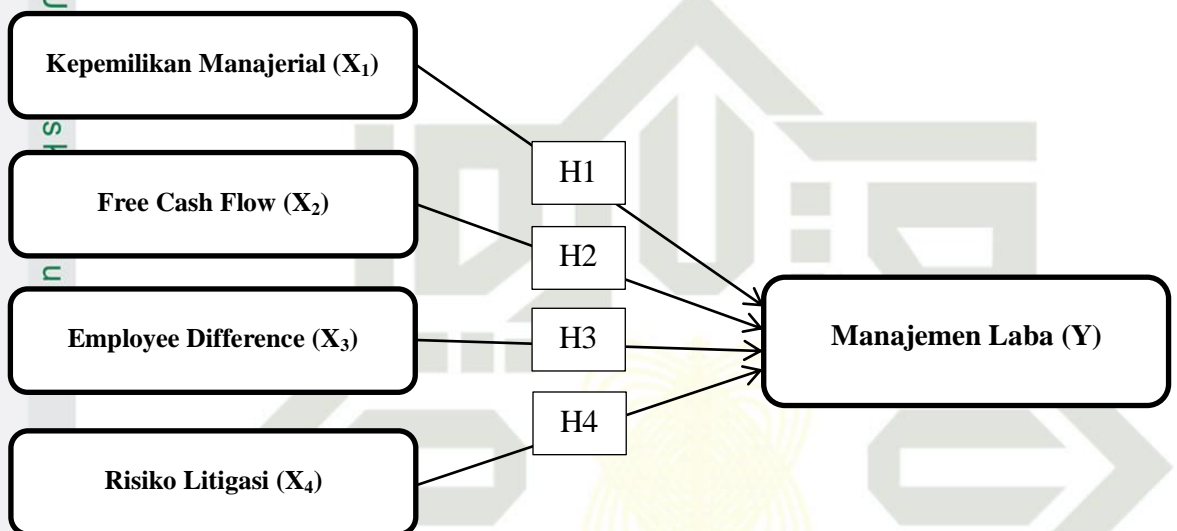 Kepemilikan Manajerial (X₁)
H1
Free Cash Flow (X₂)
H2
Employee Difference (X₃)
H3
Manajemen Laba (Y)
H4
Risiko Litigasi (X₄)